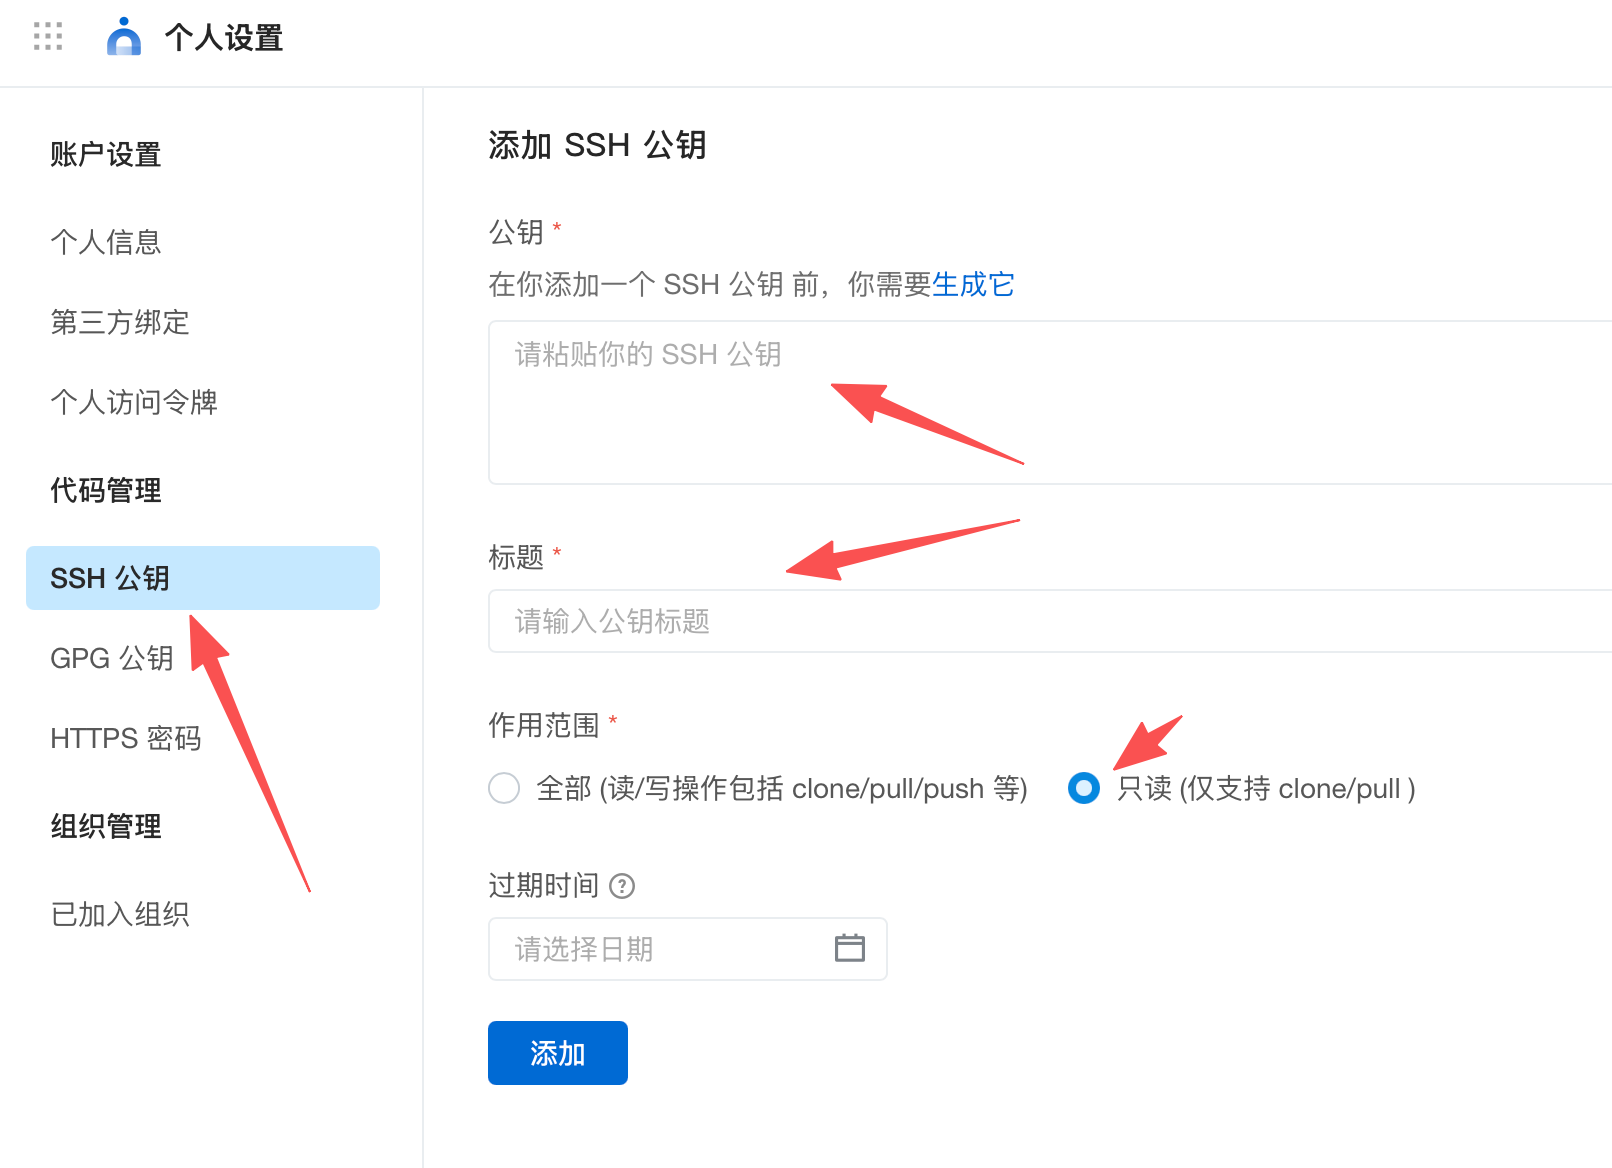 个人设置
账户设置
个人信息
第三方绑定
个人访问令牌
代码管理
SSH 公钥
GPG 公钥
HTTPS 密码
组织管理
已加入组织
添加 SSH 公钥
公钥 *
在你添加一个 SSH 公钥 前，你需要生成它
请粘贴你的 SSH 公钥
标题 *
请输入公钥标题
作用范围 *
全部 (读/写操作包括 clone/pull/push 等) 只读 (仅支持 clone/pull )
过期时间 ?
请选择日期
添加